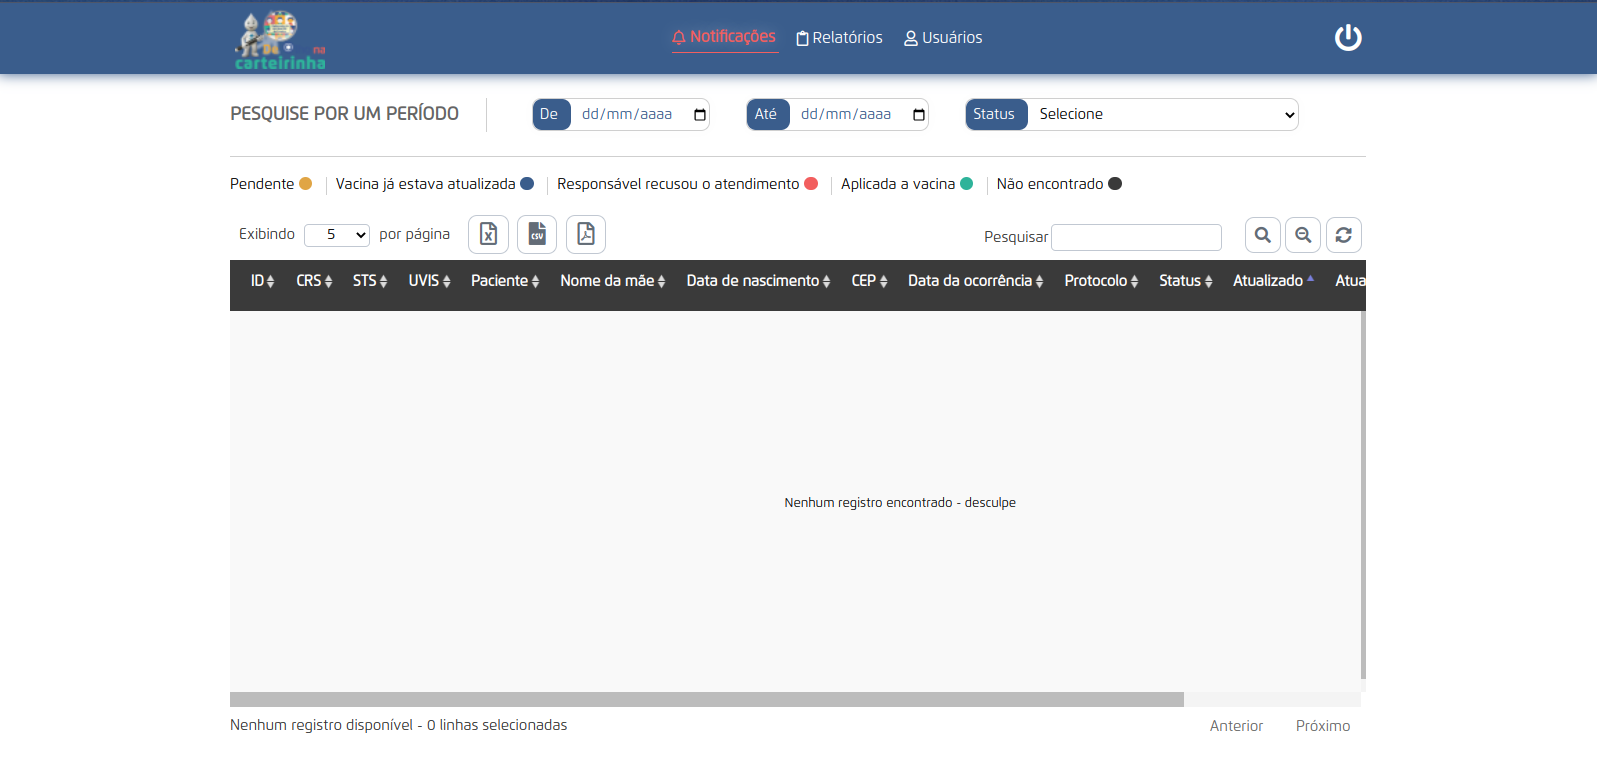 Dê
na
carteirinha
Notificações
Relatórios
Usuários
PESQUISE POR UM PERÍODO
De
dd/mm/aaaa
Até
dd/mm/aaaa
Status
Selecione
Pendente
Vacina já estava atualizada
Responsável recusou o atendimento
Aplicada a vacina
Não encontrado
Exibindo 5 por página
CSV
Pesquisar
ID CRS STS UVIS Paciente Nome da mãe Data de nascimento CEP Data da ocorrência Protocolo Status Atualizado Atua
Nenhum registro encontrado - desculpe
Nenhum registro disponível - 0 linhas selecionadas
Anterior
Próximo